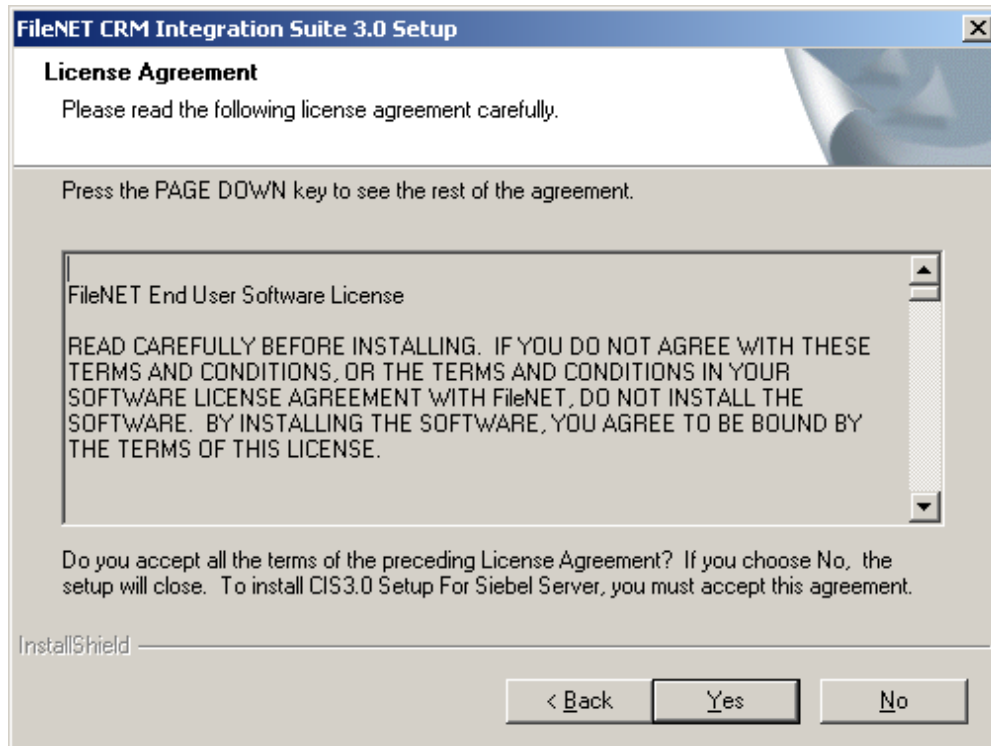 FileNET CRM Integration Suite 3.0 Setup
License Agreement
Please read the following license agreement carefully.
Press the PAGE DOWN key to see the rest of the agreement.
FileNET End User Software License
READ CAREFULLY BEFORE INSTALLING.  IF YOU DO NOT AGREE WITH THESE
TERMS AND CONDITIONS, OR THE TERMS AND CONDITIONS IN YOUR
SOFTWARE LICENSE AGREEMENT WITH FileNET, DO NOT INSTALL THE
SOFTWARE.  BY INSTALLING THE SOFTWARE, YOU AGREE TO BE BOUND BY
THE TERMS OF THIS LICENSE.
Do you accept all the terms of the preceding License Agreement?  If you choose No,  the
setup will close.  To install CIS3.0 Setup For Siebel Server, you must accept this agreement.
InstallShield
< Back
Yes
No